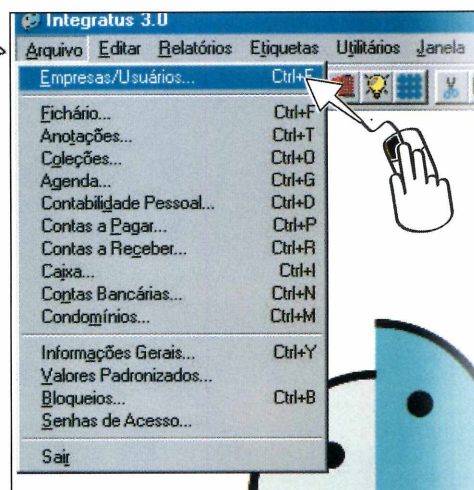 Integratus 3.0
Arquivo Editar Relatórios Etiquetas Utilitários Janela
Empresas/Usuários... Ctrl+E
Fichário... Ctrl+F
Anotações... Ctrl+T
Coleções... Ctrl+O
Agenda... Ctrl+G
Contabilidade Pessoal... Ctrl+D
Contas a Pagar... Ctrl+P
Contas a Receber... Ctrl+R
Caixa... Ctrl+I
Contas Bancárias... Ctrl+N
Condomínios... Ctrl+M
Informações Gerais... Ctrl+Y
Valores Padronizados...
Bloqueios... Ctrl+B
Senhas de Acesso...
Sair